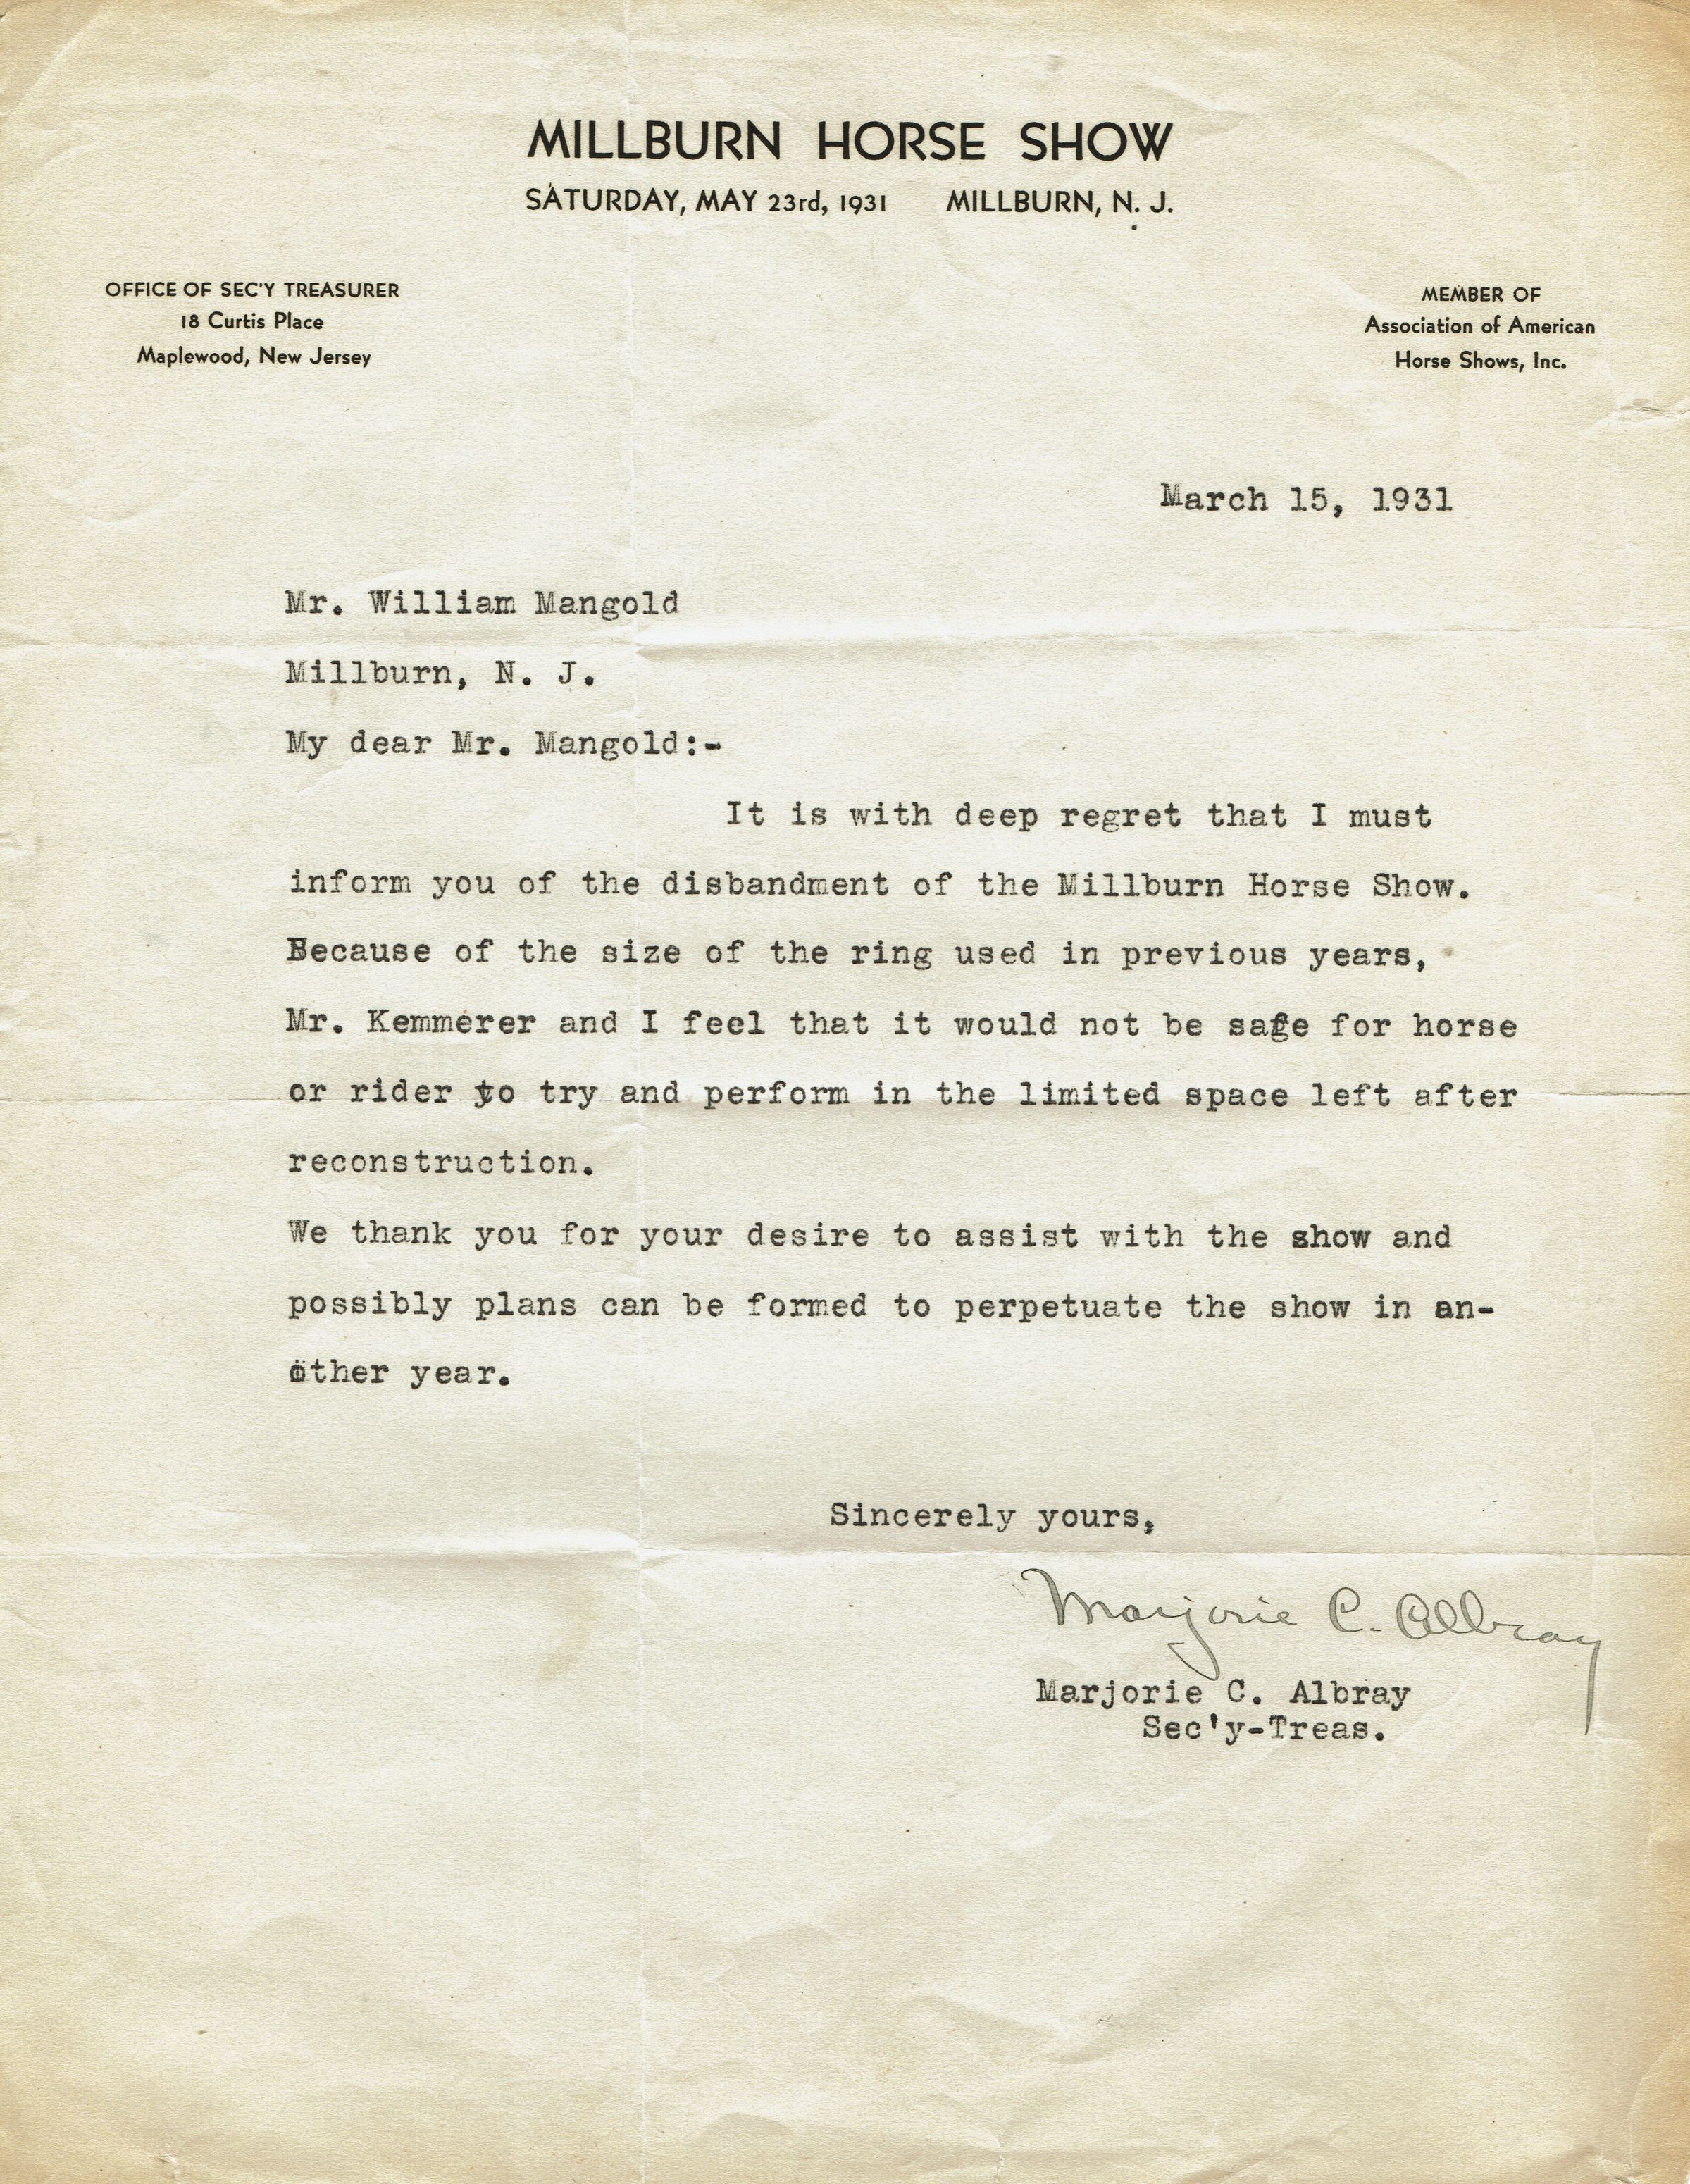 MILLBURN HORSE SHOW
SATURDAY, MAY 23rd, 1931 MILLBURN, N. J.
OFFICE OF SEC'Y TREASURER
18 Curtis Place
Maplewood, New Jersey
MEMBER OF
Association of American
Horse Shows, Inc.
March 15, 1931
Mr. William Mangold
Millburn, N. J.
My dear Mr. Mangold:-
It is with deep regret that I must
inform you of the disbandment of the Millburn Horse Show.
Because of the size of the ring used in previous years,
Mr. Kemmerer and I feel that it would not be safe for horse
or rider to try and perform in the limited space left after
reconstruction.
We thank you for your desire to assist with the show and
possibly plans can be formed to perpetuate the show in an-
other year.
Sincerely yours,
Marjorie C. Albray
Marjorie C. Albray
Sec'y-Treas.